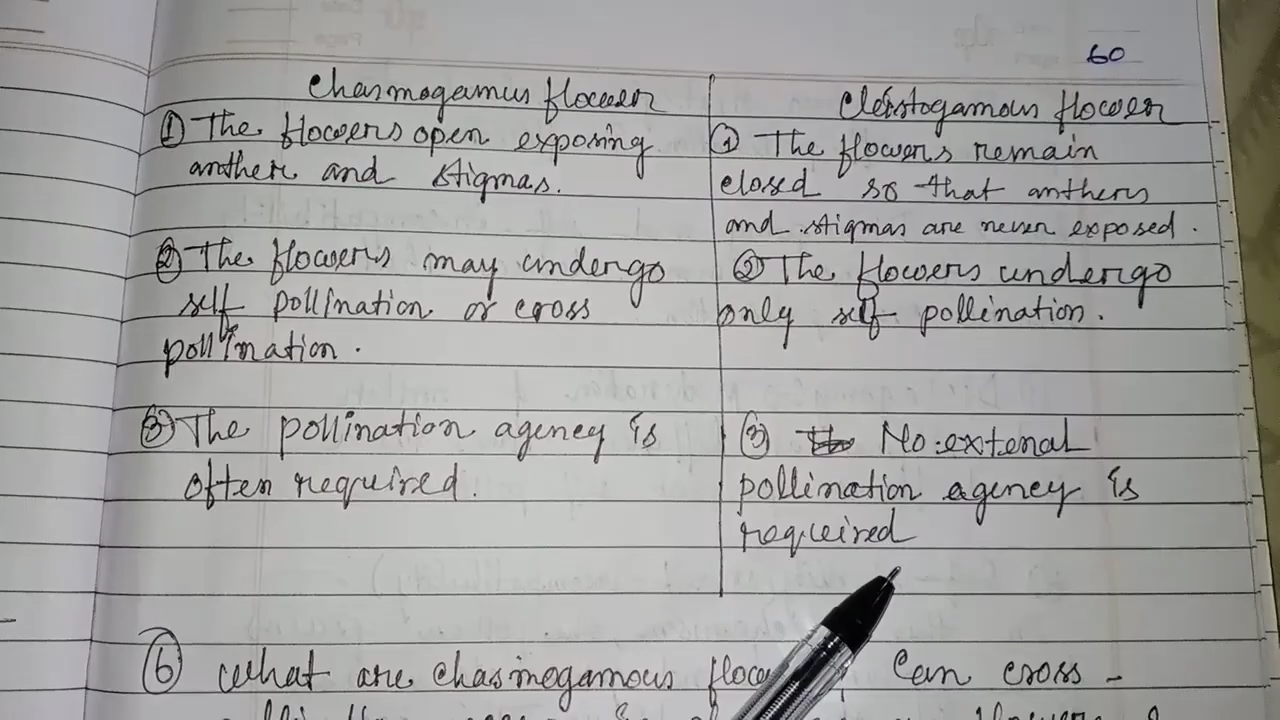 60
Chasmogamus flower
① The flowers open exposing
anther and stigmas.
② The flowers may undergo
self pollination or cross
pollination.
③ The pollination agency is
often required.
Cleistogamous flower
① The flowers remain
closed so that anthers
and stigmas are never exposed.
② The flowers undergo
only self pollination.
③ No extenal
pollination agency is
required
⑥ What are chasmogamous Can cross -